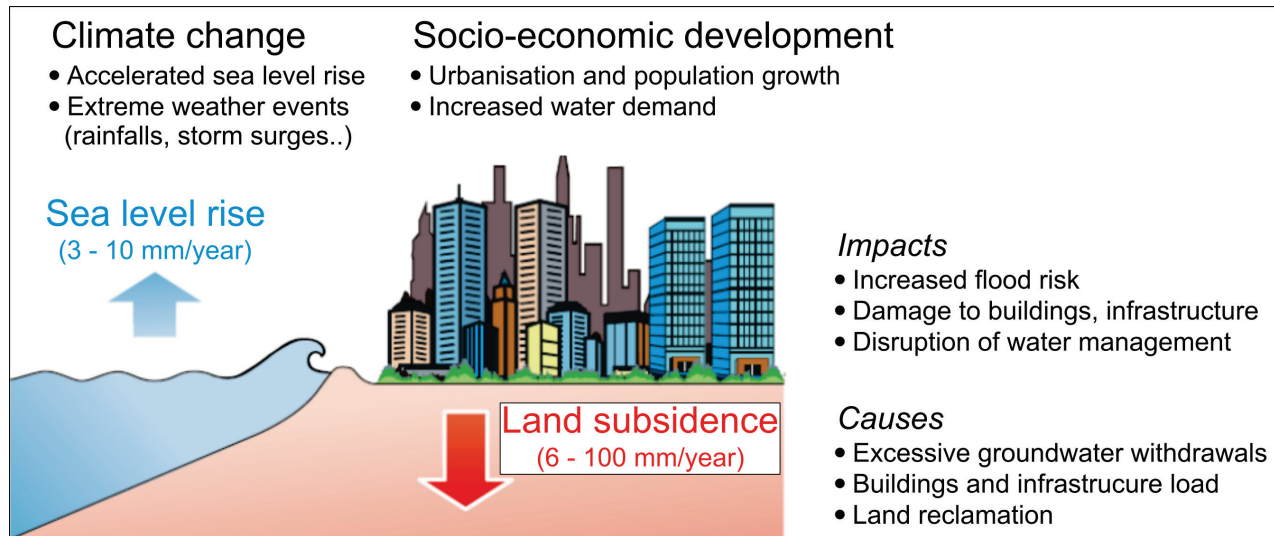 Climate change
• Accelerated sea level rise
• Extreme weather events
(rainfalls, storm surges..)
Socio-economic development
• Urbanisation and population growth
• Increased water demand
Sea level rise
(3 - 10 mm/year)
Land subsidence
(6 - 100 mm/year)
Impacts
• Increased flood risk
• Damage to buildings, infrastructure
• Disruption of water management
Causes
• Excessive groundwater withdrawals
• Buildings and infrastrucure load
• Land reclamation